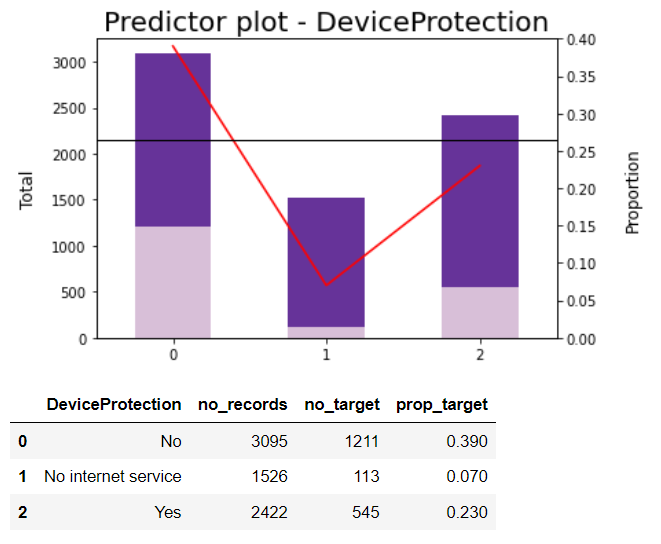 Predictor plot - DeviceProtection
3000
2500
2000
1500
1000
500
0
Total
0 1 2
0.40
0.35
0.30
0.25
0.20
0.15
0.10
0.05
0.00
Proportion
DeviceProtection no_records no_target prop_target
0 No 3095 1211 0.390
1 No internet service 1526 113 0.070
2 Yes 2422 545 0.230